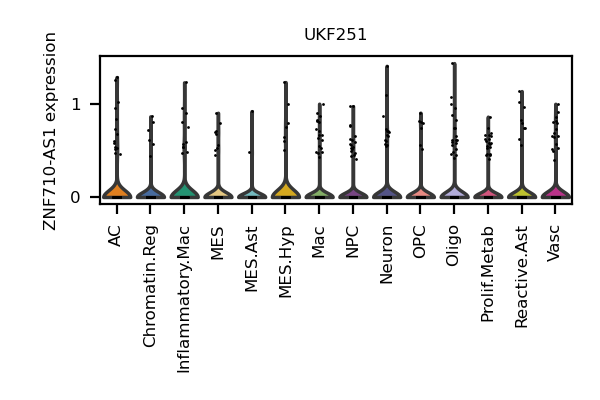 UKF251
ZNF710-AS1 expression
1
0
AC
Chromatin.Reg
Inflammatory.Mac
MES
MES.Ast
MES.Hyp
Mac
NPC
Neuron
OPC
Oligo
Prolif.Metab
Reactive.Ast
Vasc